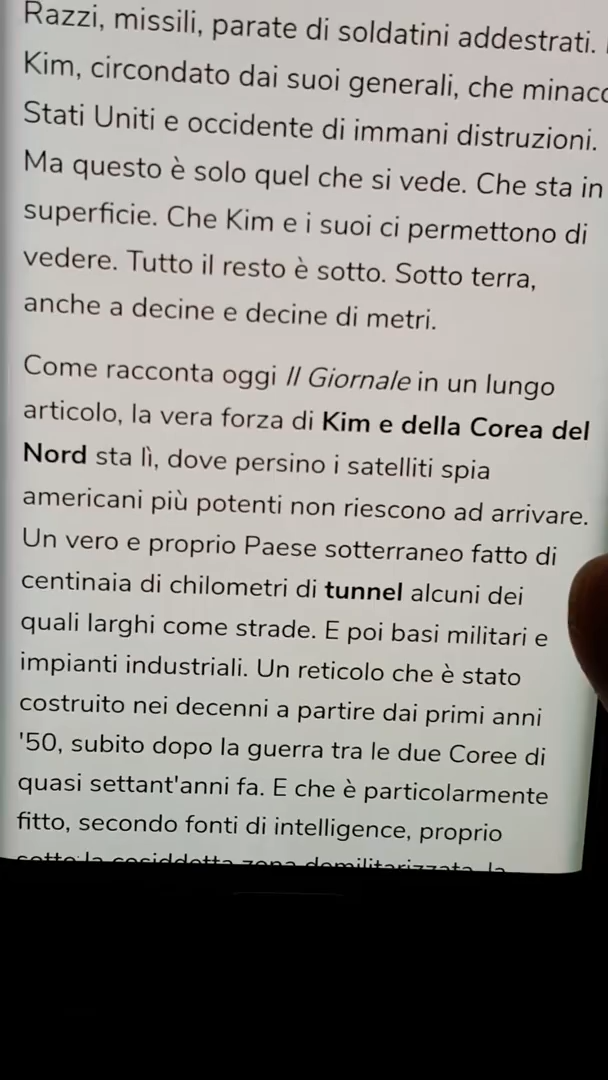 Razzi, missili, parate di soldatini addestrati.
Kim, circondato dai suoi generali, che
Stati Uniti e occidente di immani distruzioni.
Ma questo è solo quel che si vede. Che sta in
superficie. Che Kim e i suoi ci permettono di
vedere. Tutto il resto è sotto. Sotto terra,
anche a decine e decine di metri.
Come racconta oggi Il Giornale in un lungo
articolo, la vera forza di Kim e della Corea del
Nord sta lì, dove persino i satelliti spia
americani più potenti non riescono ad arrivare.
Un vero e proprio Paese sotterraneo fatto di
centinaia di chilometri di tunnel alcuni dei
quali larghi come strade. E poi basi militari e
impianti industriali. Un reticolo che è stato
costruito nei decenni a partire dai primi anni
'50, subito dopo la guerra tra le due Coree di
quasi settant'anni fa. E che è particolarmente
fitto, secondo fonti di intelligence, proprio
sotto la cosiddetta zona demilitarizzata, la